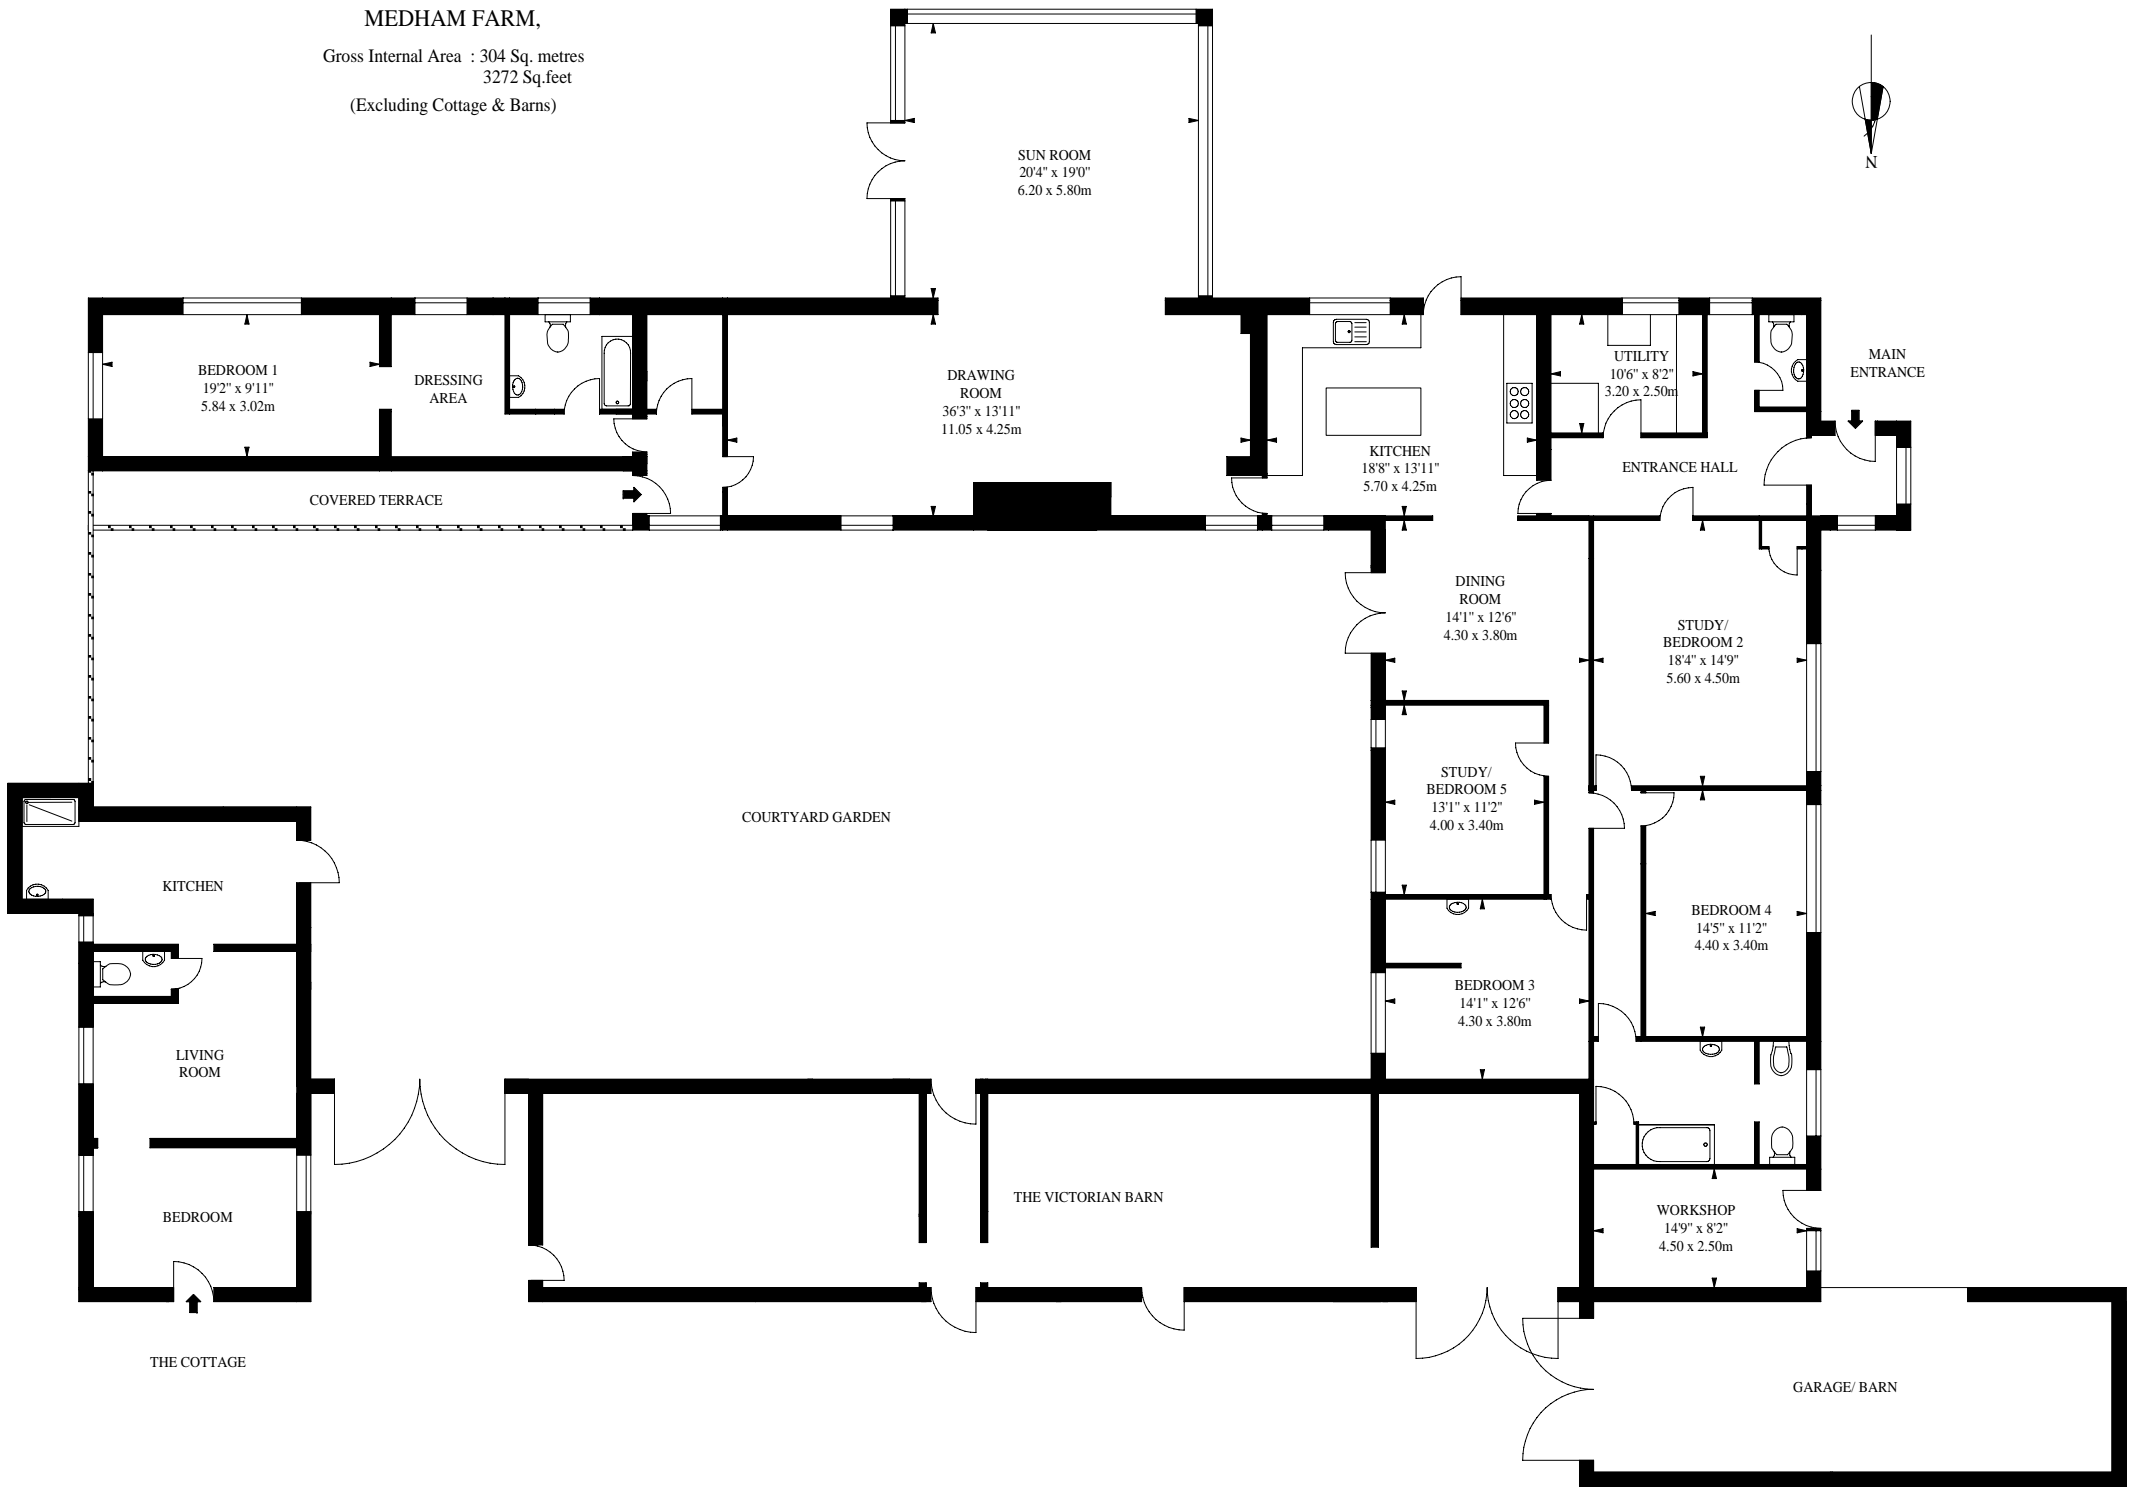 MEDHAM FARM,
Gross Internal Area : 304 Sq. metres
3272 Sq.feet
(Excluding Cottage & Barns)
N
SUN ROOM
20'4" x 19'0"
6.20 x 5.80m
BEDROOM 1
19'2" x 9'11"
5.84 x 3.02m
DRESSING
AREA
DRAWING
ROOM
36'3" x 13'11"
11.05 x 4.25m
KITCHEN
18'8" x 13'11"
5.70 x 4.25m
UTILITY
10'6" x 8'2"
3.20 x 2.50m
MAIN
ENTRANCE
ENTRANCE HALL
COVERED TERRACE
DINING
ROOM
14'1" x 12'6"
4.30 x 3.80m
STUDY/
BEDROOM 2
18'4" x 14'9"
5.60 x 4.50m
COURTYARD GARDEN
STUDY/
BEDROOM 5
13'1" x 11'2"
4.00 x 3.40m
KITCHEN
BEDROOM 4
14'5" x 11'2"
4.40 x 3.40m
BEDROOM 3
14'1" x 12'6"
4.30 x 3.80m
LIVING
ROOM
BEDROOM
THE VICTORIAN BARN
WORKSHOP
14'9" x 8'2"
4.50 x 2.50m
THE COTTAGE
GARAGE/ BARN